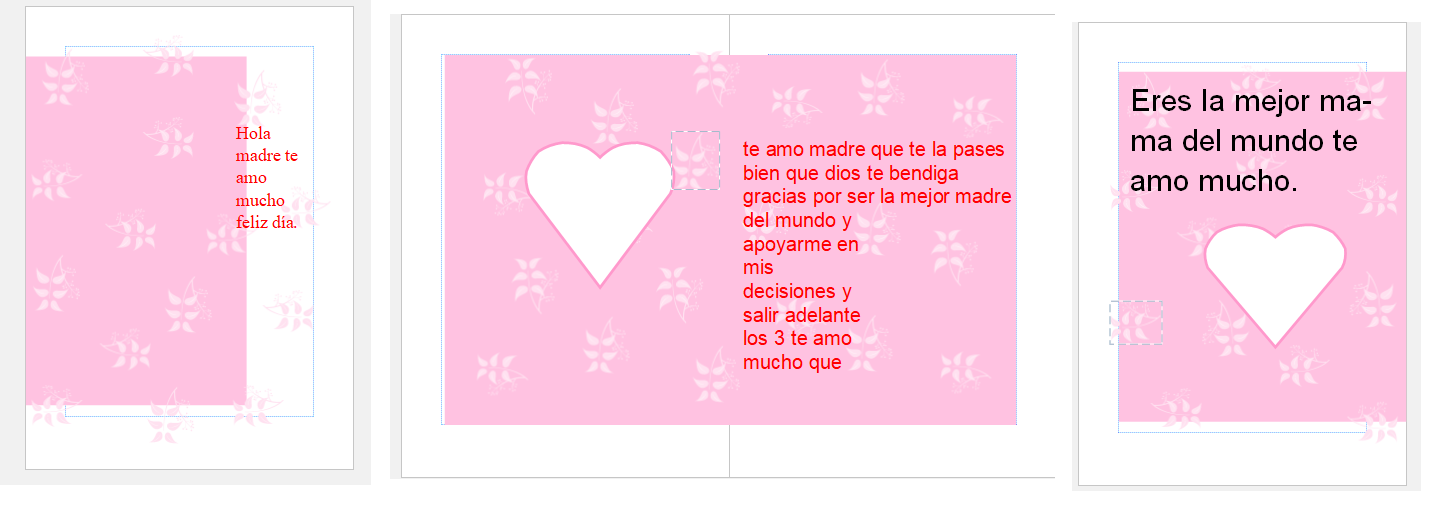 Hola
madre te
amo
mucho
feliz día.
te amo madre que te la pases
bien que dios te bendiga
gracias por ser la mejor madre
del mundo y
apoyarme en
mis
decisiones y
salir adelante
los 3 te amo
mucho que
Eres la mejor ma-
ma del mundo te
amo mucho.